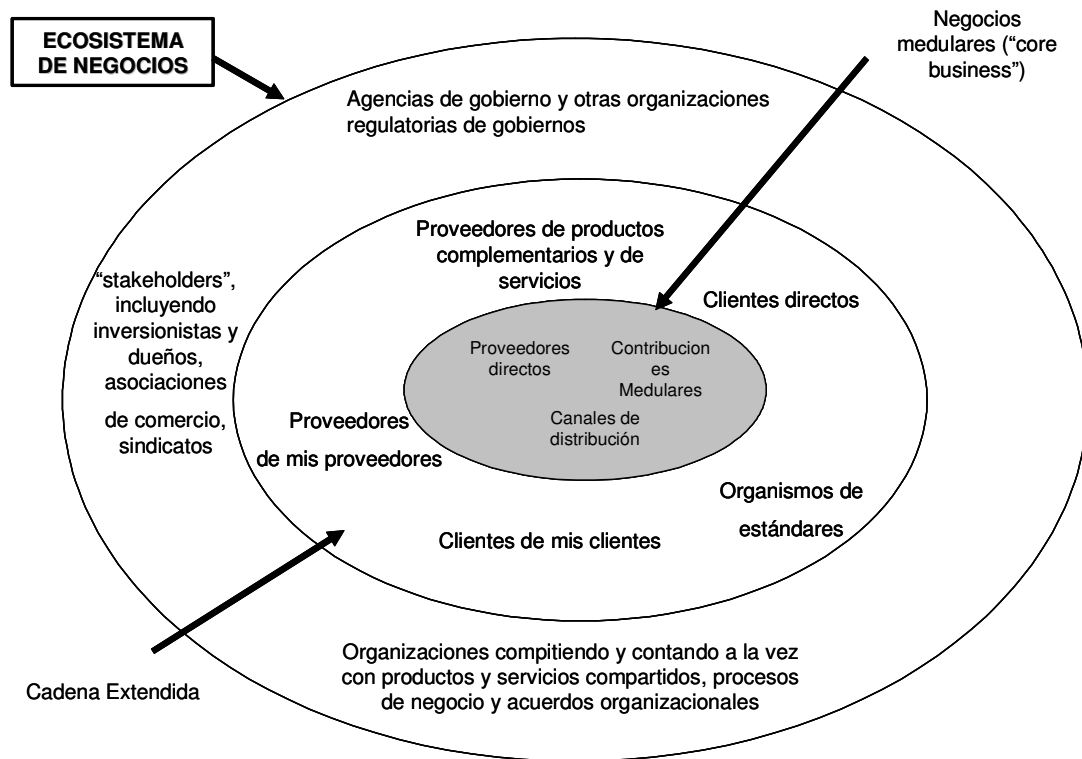 ECOSISTEMA
DE NEGOCIOS
Negocios
medulares (“core
business”)
Agencias de gobierno y otras organizaciones
regulatorias de gobiernos
Proveedores de productos
complementarios y de
servicios
“stakeholders”,
incluyendo
inversionistas y
dueños,
asociaciones
de comercio,
sindicatos
Clientes directos
Proveedores
directos
Contribucion
es
Medulares
Canales de
distribución
Proveedores
de mis proveedores
Organismos de
estándares
Clientes de mis clientes
Organizaciones compitiendo y contando a la vez
con productos y servicios compartidos, procesos
de negocio y acuerdos organizacionales
Cadena Extendida